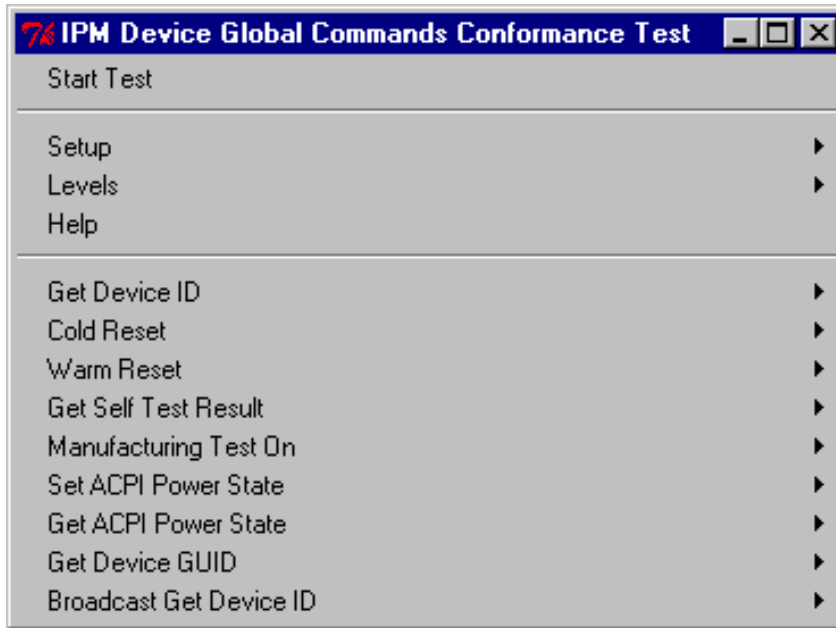 IPM Device Global Commands Conformance Test
Start Test
Setup
Levels
Help
Get Device ID
Cold Reset
Warm Reset
Get Self Test Result
Manufacturing Test On
Set ACPI Power State
Get ACPI Power State
Get Device GUID
Broadcast Get Device ID